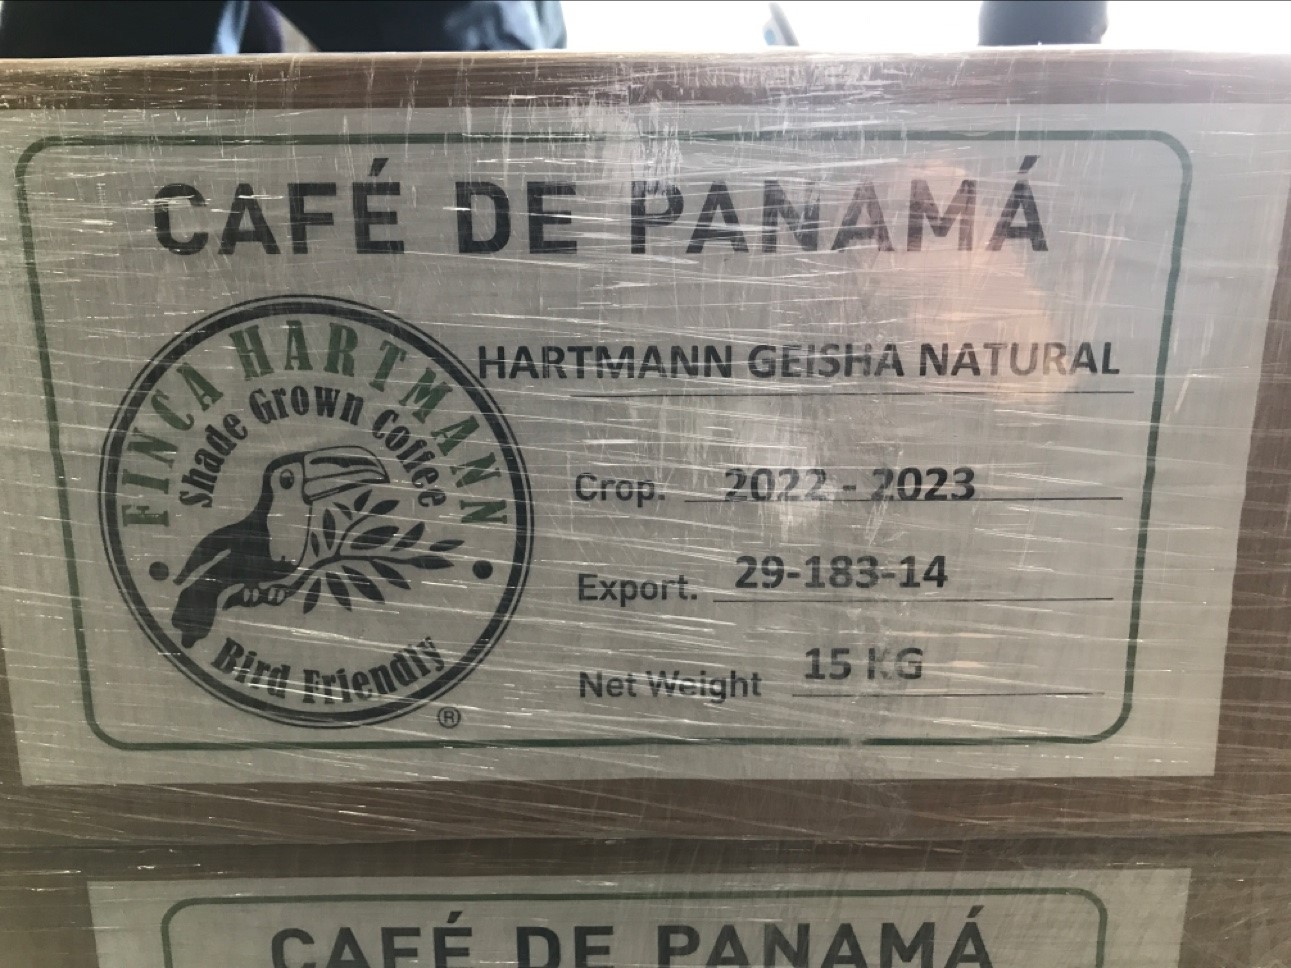 CAFÉ DE PANAMÁ
FINCA HARTMANN
Shade Grown Coffee
Bird Friendly
®
HARTMANN GEISHA NATURAL
Crop. 2022 - 2023
Export. 29-183-14
Net Weight 15 KG
CAFÉ DE PANAMÁ